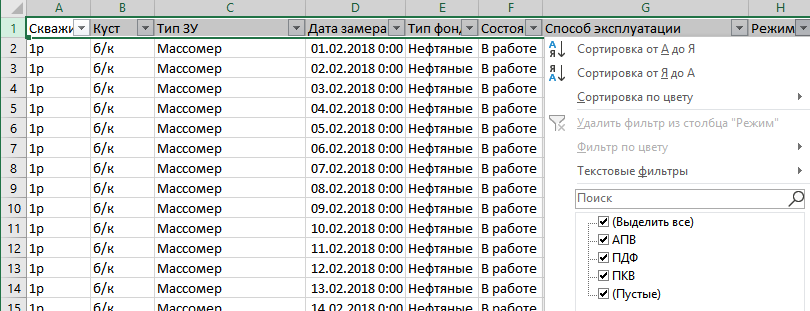 A B C D E F G H
1 Скважи Куст Тип ЗУ Дата замера Тип фонд Состоя Способ эксплуатации Режим
2 1р б/к Массомер 01.02.2018 0:00 Нефтяные В работе Сортировка от А до Я
3 1р б/к Массомер 02.02.2018 0:00 Нефтяные В работе Сортировка от Я до А
4 1р б/к Массомер 03.02.2018 0:00 Нефтяные В работе Сортировка по цвету
5 1р б/к Массомер 04.02.2018 0:00 Нефтяные В работе
6 1р б/к Массомер 05.02.2018 0:00 Нефтяные В работе Удалить фильтр из столбца "Режим"
7 1р б/к Массомер 06.02.2018 0:00 Нефтяные В работе Фильтр по цвету
8 1р б/к Массомер 07.02.2018 0:00 Нефтяные В работе Текстовые фильтры
9 1р б/к Массомер 08.02.2018 0:00 Нефтяные В работе Поиск
10 1р б/к Массомер 09.02.2018 0:00 Нефтяные В работе (Выделить все)
11 1р б/к Массомер 10.02.2018 0:00 Нефтяные В работе АПВ
12 1р б/к Массомер 11.02.2018 0:00 Нефтяные В работе ПДФ
13 1р б/к Массомер 12.02.2018 0:00 Нефтяные В работе ПКВ
14 1р б/к Массомер 13.02.2018 0:00 Нефтяные В работе (Пустые)
15 1р б/к Массомер 14.02.2018 0:00 Нефтяные В работе